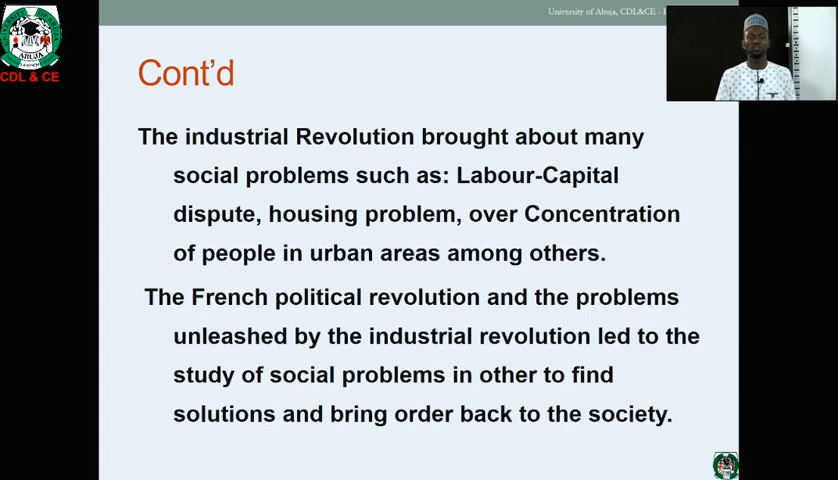 University of Abuja, CDL&CE -
ABUJA
CDL & CE
Cont'd
The industrial Revolution brought about many
social problems such as: Labour-Capital
dispute, housing problem, over Concentration
of people in urban areas among others.
The French political revolution and the problems
unleashed by the industrial revolution led to the
study of social problems in other to find
solutions and bring order back to the society.